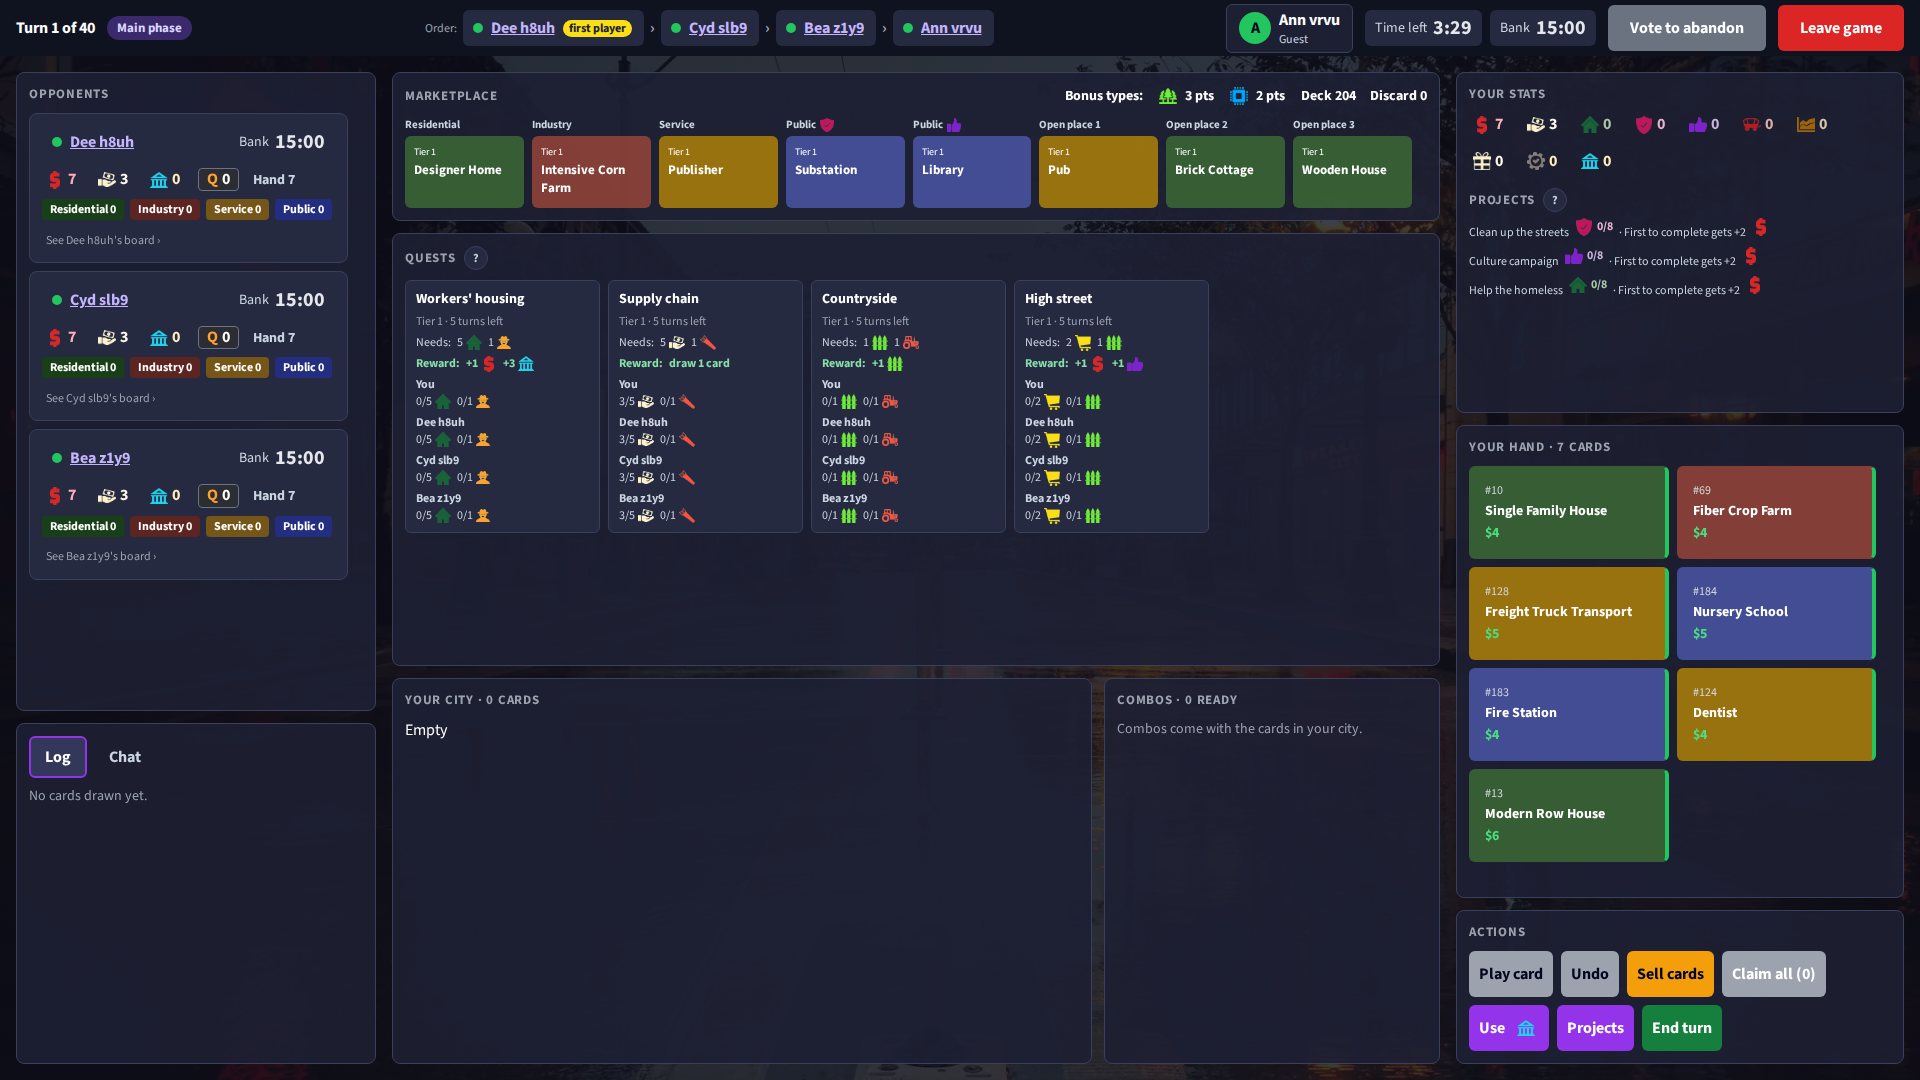 Turn 1 of 40 Main phase
Order: Dee h8uh first player › Cyd slb9 › Bea z1y9 › Ann vrvu
A Ann vrvu
Guest
Time left 3:29
Bank 15:00
Vote to abandon
Leave game
OPPONENTS
Dee h8uh Bank 15:00
$ 7 3 0 Q 0 Hand 7
Residential 0 Industry 0 Service 0 Public 0
See Dee h8uh's board ›
Cyd slb9 Bank 15:00
$ 7 3 0 Q 0 Hand 7
Residential 0 Industry 0 Service 0 Public 0
See Cyd slb9's board ›
Bea z1y9 Bank 15:00
$ 7 3 0 Q 0 Hand 7
Residential 0 Industry 0 Service 0 Public 0
See Bea z1y9's board ›
Log Chat
No cards drawn yet.
MARKETPLACE
Bonus types: 3 pts 2 pts Deck 204 Discard 0
Residential
Tier 1
Designer Home
Industry
Tier 1
Intensive Corn
Farm
Service
Tier 1
Publisher
Public
Tier 1
Substation
Public
Tier 1
Library
Open place 1
Tier 1
Pub
Open place 2
Tier 1
Brick Cottage
Open place 3
Tier 1
Wooden House
QUESTS ?
Workers' housing
Tier 1 · 5 turns left
Needs: 5 1
Reward: +1 $ +3
You
0/5 0/1
Dee h8uh
0/5 0/1
Cyd slb9
0/5 0/1
Bea z1y9
0/5 0/1
Supply chain
Tier 1 · 5 turns left
Needs: 5 1
Reward: draw 1 card
You
3/5 0/1
Dee h8uh
3/5 0/1
Cyd slb9
3/5 0/1
Bea z1y9
3/5 0/1
Countryside
Tier 1 · 5 turns left
Needs: 1 1
Reward: +1
You
0/1 0/1
Dee h8uh
0/1 0/1
Cyd slb9
0/1 0/1
Bea z1y9
0/1 0/1
High street
Tier 1 · 5 turns left
Needs: 2 1
Reward: +1 $ +1
You
0/2 0/1
Dee h8uh
0/2 0/1
Cyd slb9
0/2 0/1
Bea z1y9
0/2 0/1
YOUR CITY · 0 CARDS
Empty
COMBOS · 0 READY
Combos come with the cards in your city.
YOUR STATS
$ 7 3 0 0 0 0 0
0 0 0
PROJECTS ?
Clean up the streets 0/8 · First to complete gets +2 $
Culture campaign 0/8 · First to complete gets +2 $
Help the homeless 0/8 · First to complete gets +2 $
YOUR HAND · 7 CARDS
#10
Single Family House
$4
#69
Fiber Crop Farm
$4
#128
Freight Truck Transport
$5
#184
Nursery School
$5
#183
Fire Station
$4
#124
Dentist
$4
#13
Modern Row House
$6
ACTIONS
Play card
Undo
Sell cards
Claim all (0)
Use
Projects
End turn